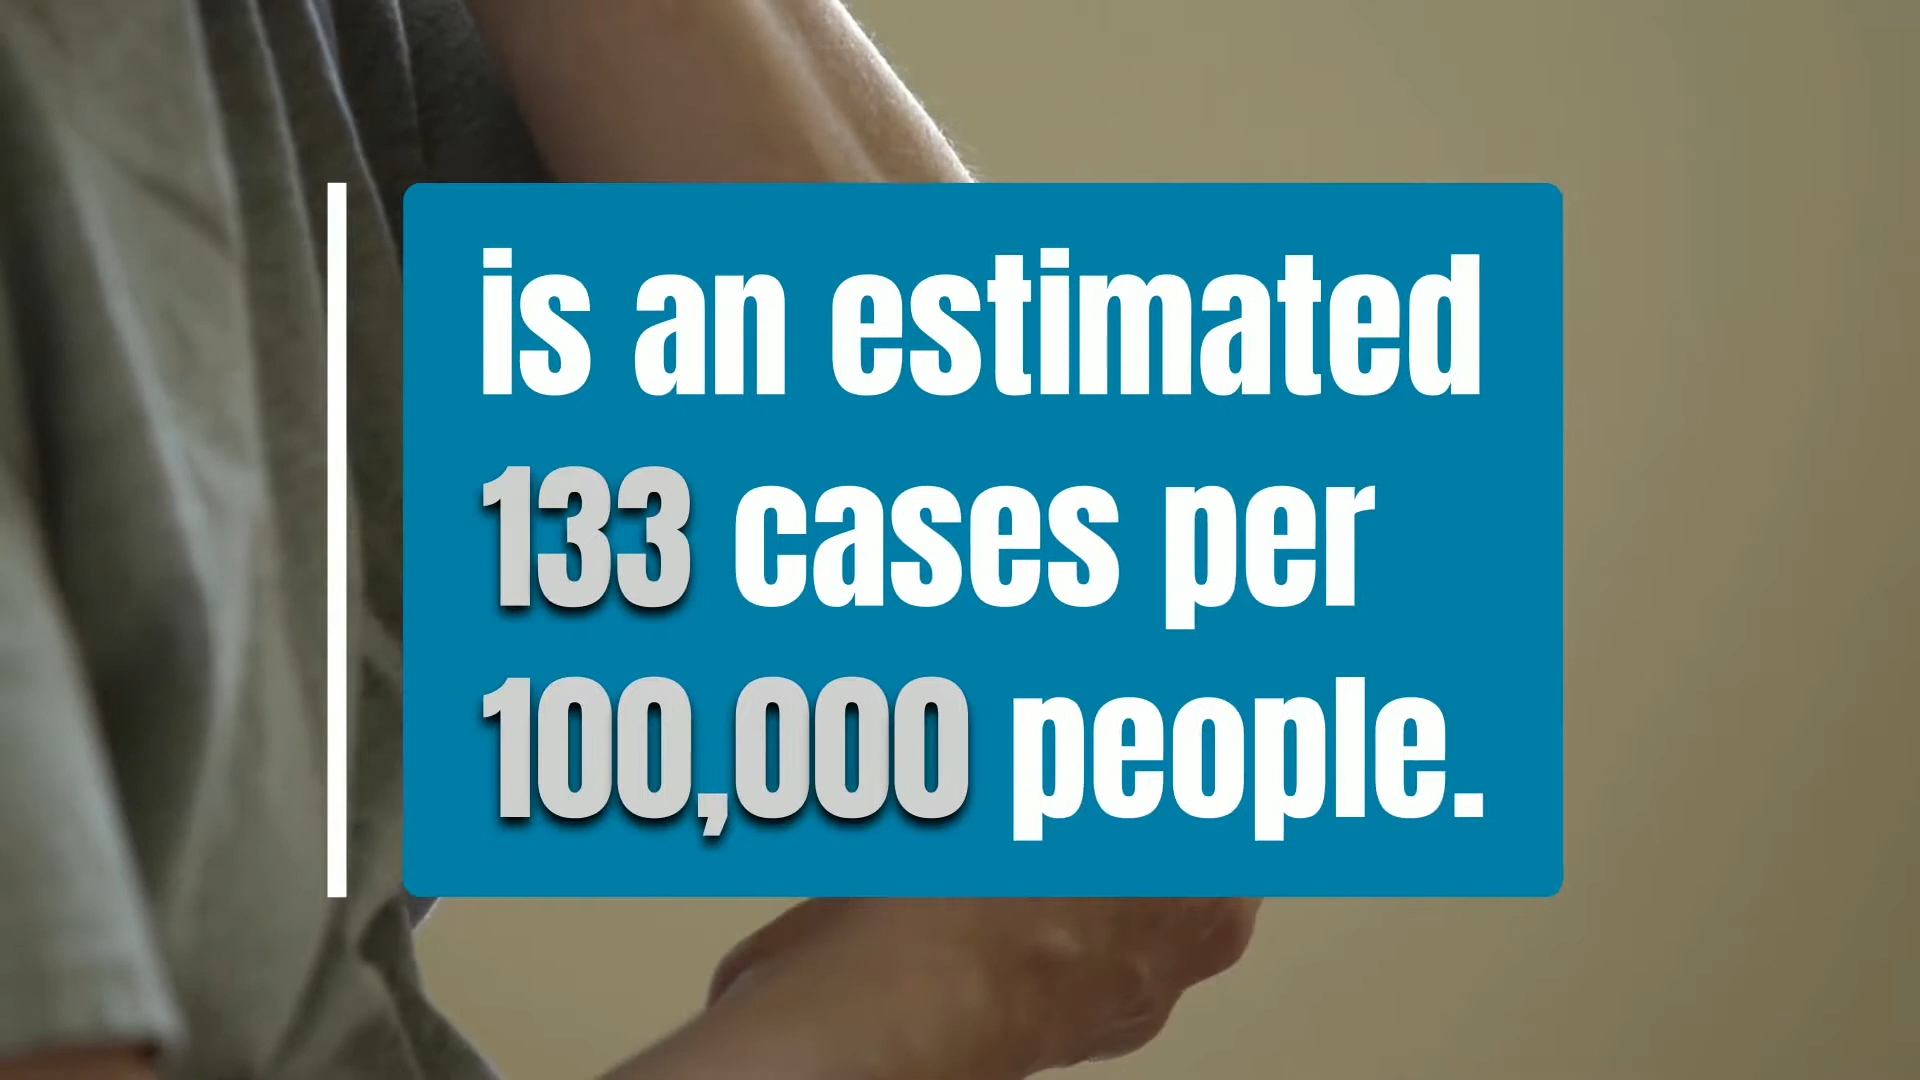 is an estimated
133 cases per
100,000 people.